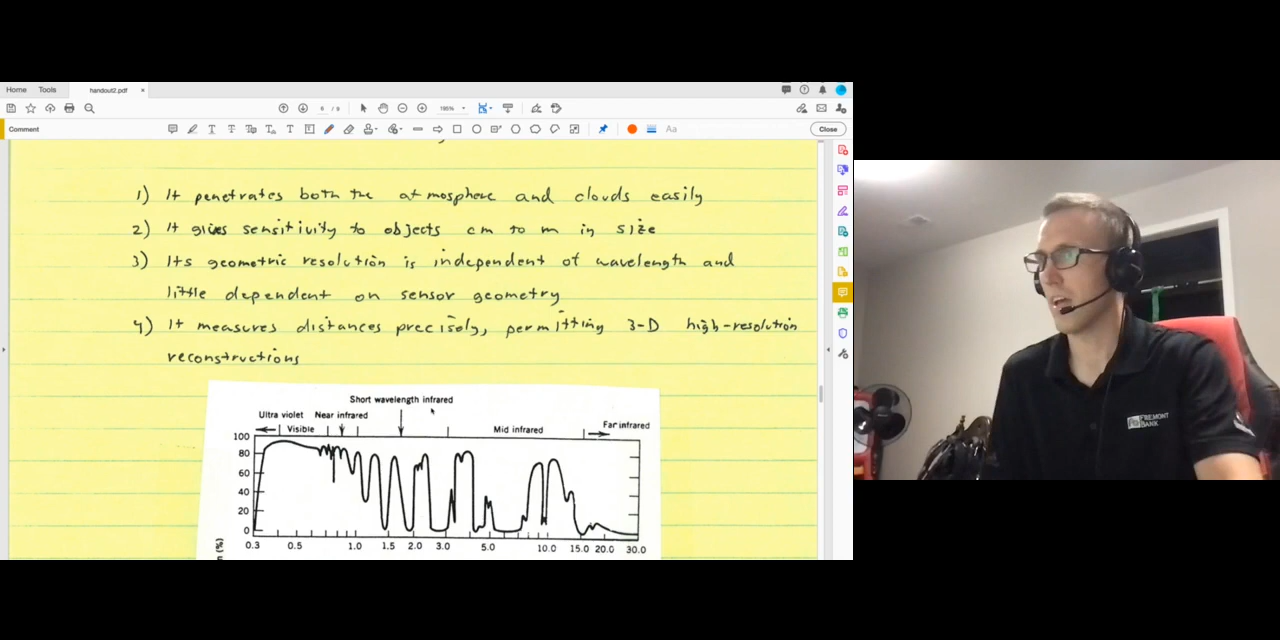 Home Tools handout2.pdf ×
6 / 9 195% Aa
Comment Close
1) It penetrates both the atmosphere and clouds easily
2) It gives sensitivity to objects cm to m in size
3) Its geometric resolution is independent of wavelength and
little dependent on sensor geometry
4) It measures distances precisely, permitting 3-D high-resolution
reconstructions
Short wavelength infrared
Ultra violet Near infrared Far infrared
Visible Mid infrared
100
80
60
40
20
0
(%)
0.3 0.5 1.0 1.5 2.0 3.0 5.0 10.0 15.0 20.0 30.0
FREMONT
BANK